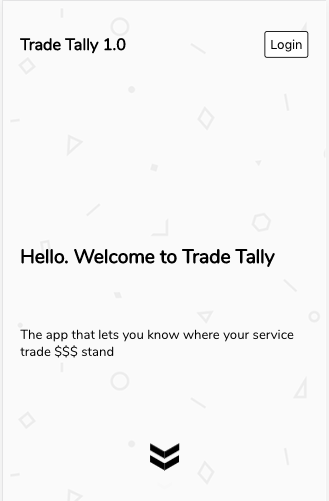 Trade Tally 1.0
Login
Hello. Welcome to Trade Tally
The app that lets you know where your service
trade $$$ stand